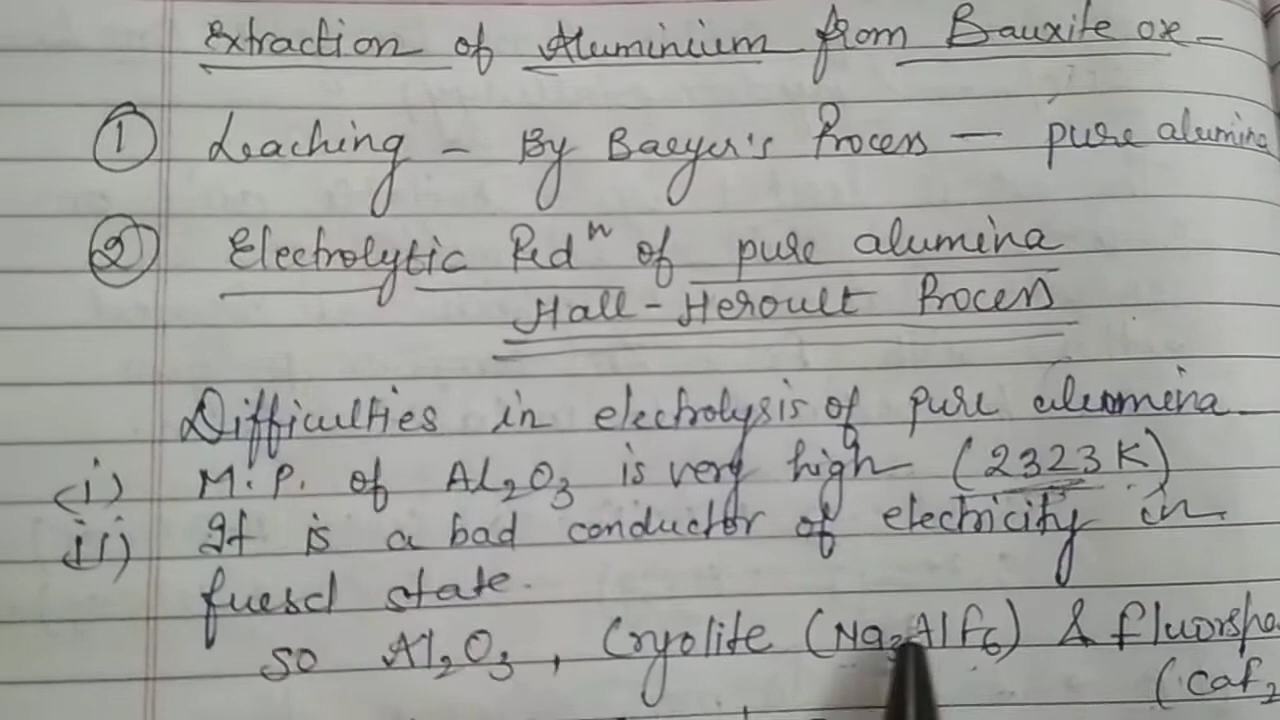 Extraction of Aluminium from Bauxite ore -
① Leaching - By Baeyer's Process - pure alumina
② Electrolytic Redⁿ of pure alumina
Hall-Heroult Process
Difficulties in electrolysis of pure alumina
(i) M.P. of Al₂O₃ is very high (2323 K)
ii) It is a bad conductor of electricity in
fuesd state.
so Al₂O₃, Cryolite (Na₃AlF₆) & fluorspa
(CaF₂